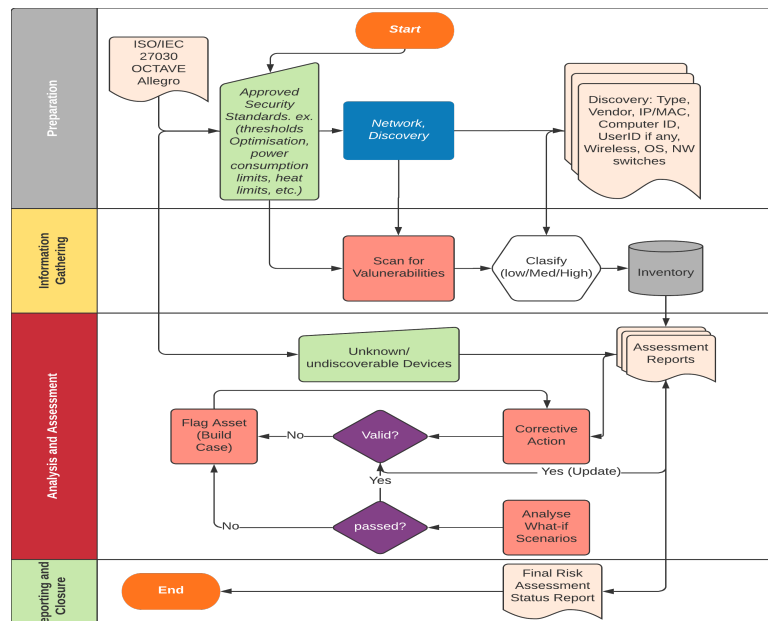 Start
ISO/IEC
27030
OCTAVE
Allegro
Preparation
Approved
Security
Standards. ex.
(thresholds
Optimisation,
power
consumption
limits, heat
limits, etc.)
Network,
Discovery
Discovery: Type,
Vendor, IP/MAC,
Computer ID,
UserID if any,
Wireless, OS, NW
switches
Information
Gathering
Scan for
Valunerabilities
Clasify
(low/Med/High)
Inventory
Analysis and Assessment
Unknown/
undiscoverable Devices
Assessment
Reports
Flag Asset
(Build
Case)
No
Valid?
Corrective
Action
Yes (Update)
Yes
No
passed?
Analyse
What-if
Scenarios
eporting and
Closure
End
Final Risk
Assessment
Status Report